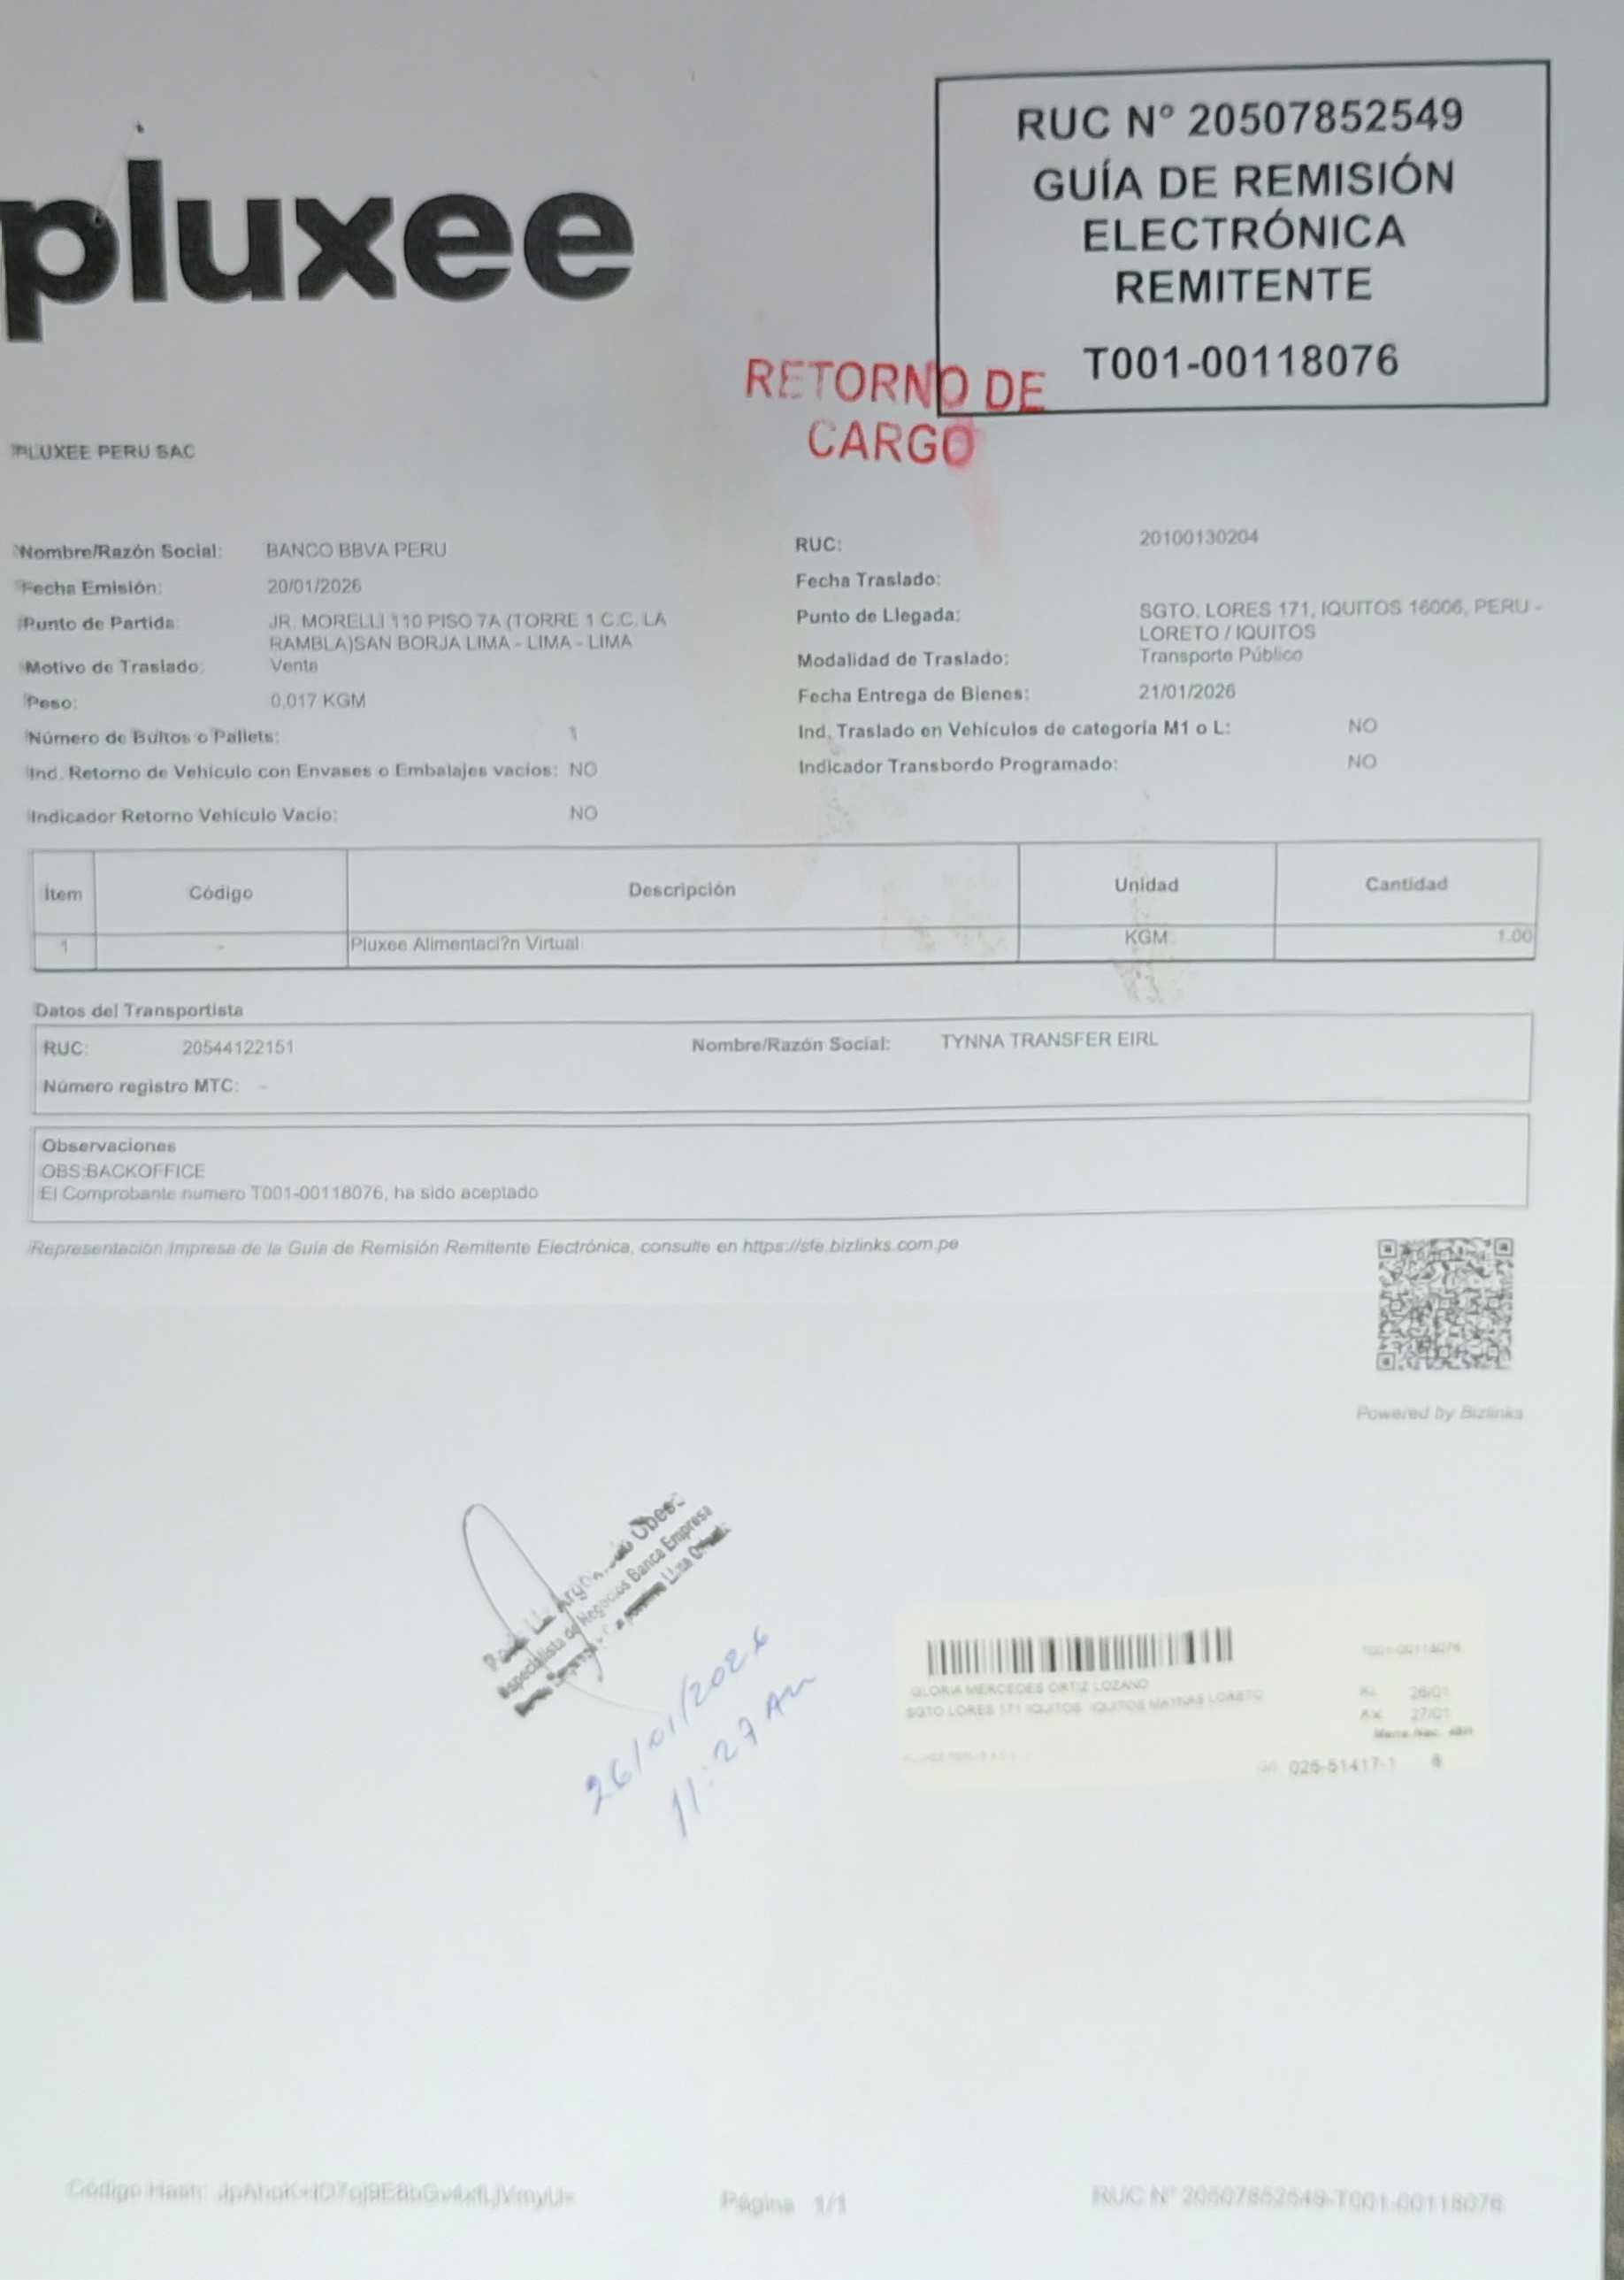 pluxee
RUC N° 20507852549
GUÍA DE REMISIÓN
ELECTRÓNICA
REMITENTE
T001-00118076
RETORNO DE
CARGO
PLUXEE PERU SAC
Nombre/Razón Social: BANCO BBVA PERU
Fecha Emisión: 20/01/2026
Punto de Partida: JR. MORELLI 110 PISO 7A (TORRE 1 C.C. LA
RAMBLA)SAN BORJA LIMA - LIMA - LIMA
Motivo de Traslado: Venta
Peso: 0,017 KGM
Número de Bultos o Pallets: 1
Ind. Retorno de Vehículo con Envases o Embalajes vacíos: NO
Indicador Retorno Vehículo Vacío: NO
RUC: 20100130204
Fecha Traslado:
Punto de Llegada: SGTO. LORES 171, IQUITOS 16006, PERU -
LORETO / IQUITOS
Modalidad de Traslado: Transporte Público
Fecha Entrega de Bienes: 21/01/2026
Ind. Traslado en Vehículos de categoría M1 o L: NO
Indicador Transbordo Programado: NO
Ítem Código Descripción Unidad Cantidad
1 - Pluxee Alimentaci?n Virtual KGM 1.00
Datos del Transportista
RUC: 20544122151 Nombre/Razón Social: TYNNA TRANSFER EIRL
Número registro MTC: -
Observaciones
OBS:BACKOFFICE
El Comprobante numero T001-00118076, ha sido aceptado
Representación Impresa de la Guía de Remisión Remitente Electrónica, consulte en https://sfe.bizlinks.com.pe
Powered by Bizlinks
Especialista de Negocios Banca Empresa
26/01/2026
11:27 AM
T001-00118076
GLORIA MERCEDES ORTIZ LOZANO
SGTO LORES 171 IQUITOS IQUITOS MAYNAS LORETO
26/01
27/01
026-51417-1
Código Hash:
Página 1/1
RUC N° 20507852549-T001-00118076